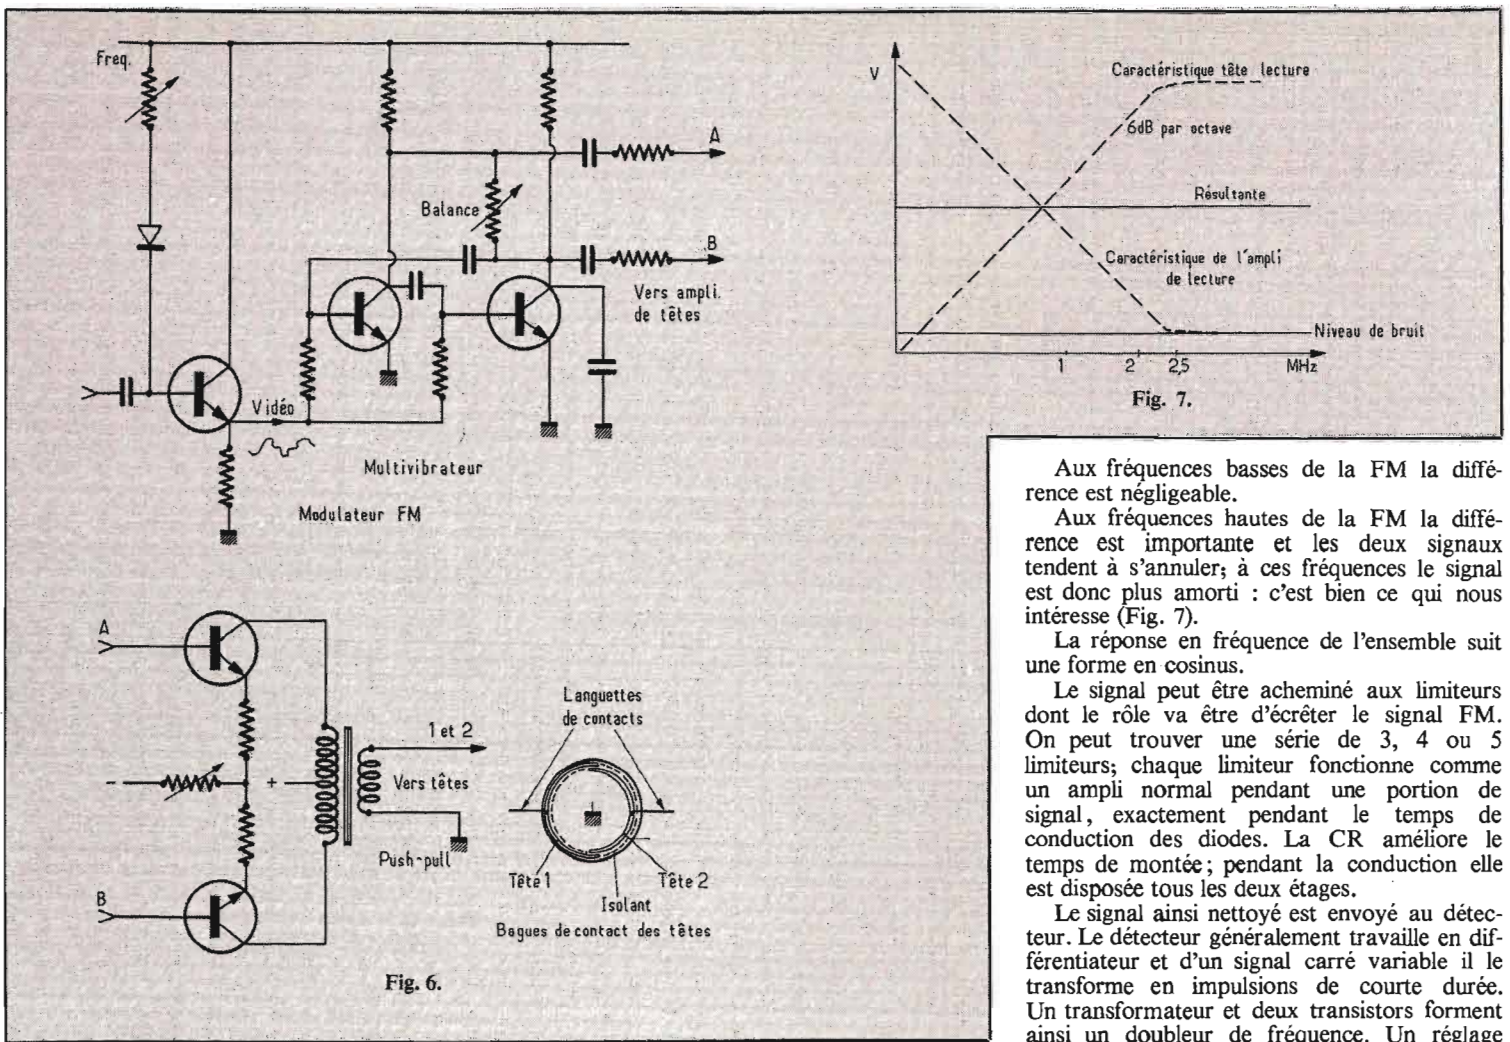 Freq.
A
Balance
B
Vers ampli.
de têtes
Vidéo
Multivibrateur
Modulateur FM
A
1 et 2
-
+
Vers têtes
Push-pull
B
Languettes
de contacts
Tête 1
Tête 2
Isolant
Bagues de contact des têtes
Fig. 6.
V
Caractéristique tête lecture
6dB par octave
Résultante
Caractéristique de l'ampli
de lecture
Niveau de bruit
1 2 2,5 MHz
Fig. 7.
Aux fréquences basses de la FM la diffé-
rence est négligeable.
Aux fréquences hautes de la FM la diffé-
rence est importante et les deux signaux
tendent à s'annuler; à ces fréquences le signal
est donc plus amorti : c'est bien ce qui nous
intéresse (Fig. 7).
La réponse en fréquence de l'ensemble suit
une forme en cosinus.
Le signal peut être acheminé aux limiteurs
dont le rôle va être d'écrêter le signal FM.
On peut trouver une série de 3, 4 ou 5
limiteurs; chaque limiteur fonctionne comme
un ampli normal pendant une portion de
signal, exactement pendant le temps de
conduction des diodes. La CR améliore le
temps de montée; pendant la conduction elle
est disposée tous les deux étages.
Le signal ainsi nettoyé est envoyé au détec-
teur. Le détecteur généralement travaille en dif-
férentiateur et d'un signal carré variable il le
transforme en impulsions de courte durée.
Un transformateur et deux transistors forment
ainsi un doubleur de fréquence. Un réglage